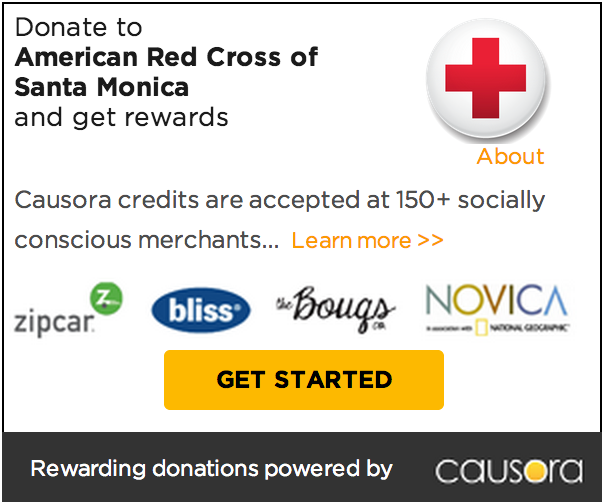 Donate to
American Red Cross of
Santa Monica
and get rewards
About
Causora credits are accepted at 150+ socially
conscious merchants... Learn more >>
zipcar
bliss
the Bouqs co.
NOVICA
In association with NATIONAL GEOGRAPHIC
GET STARTED
Rewarding donations powered by causora